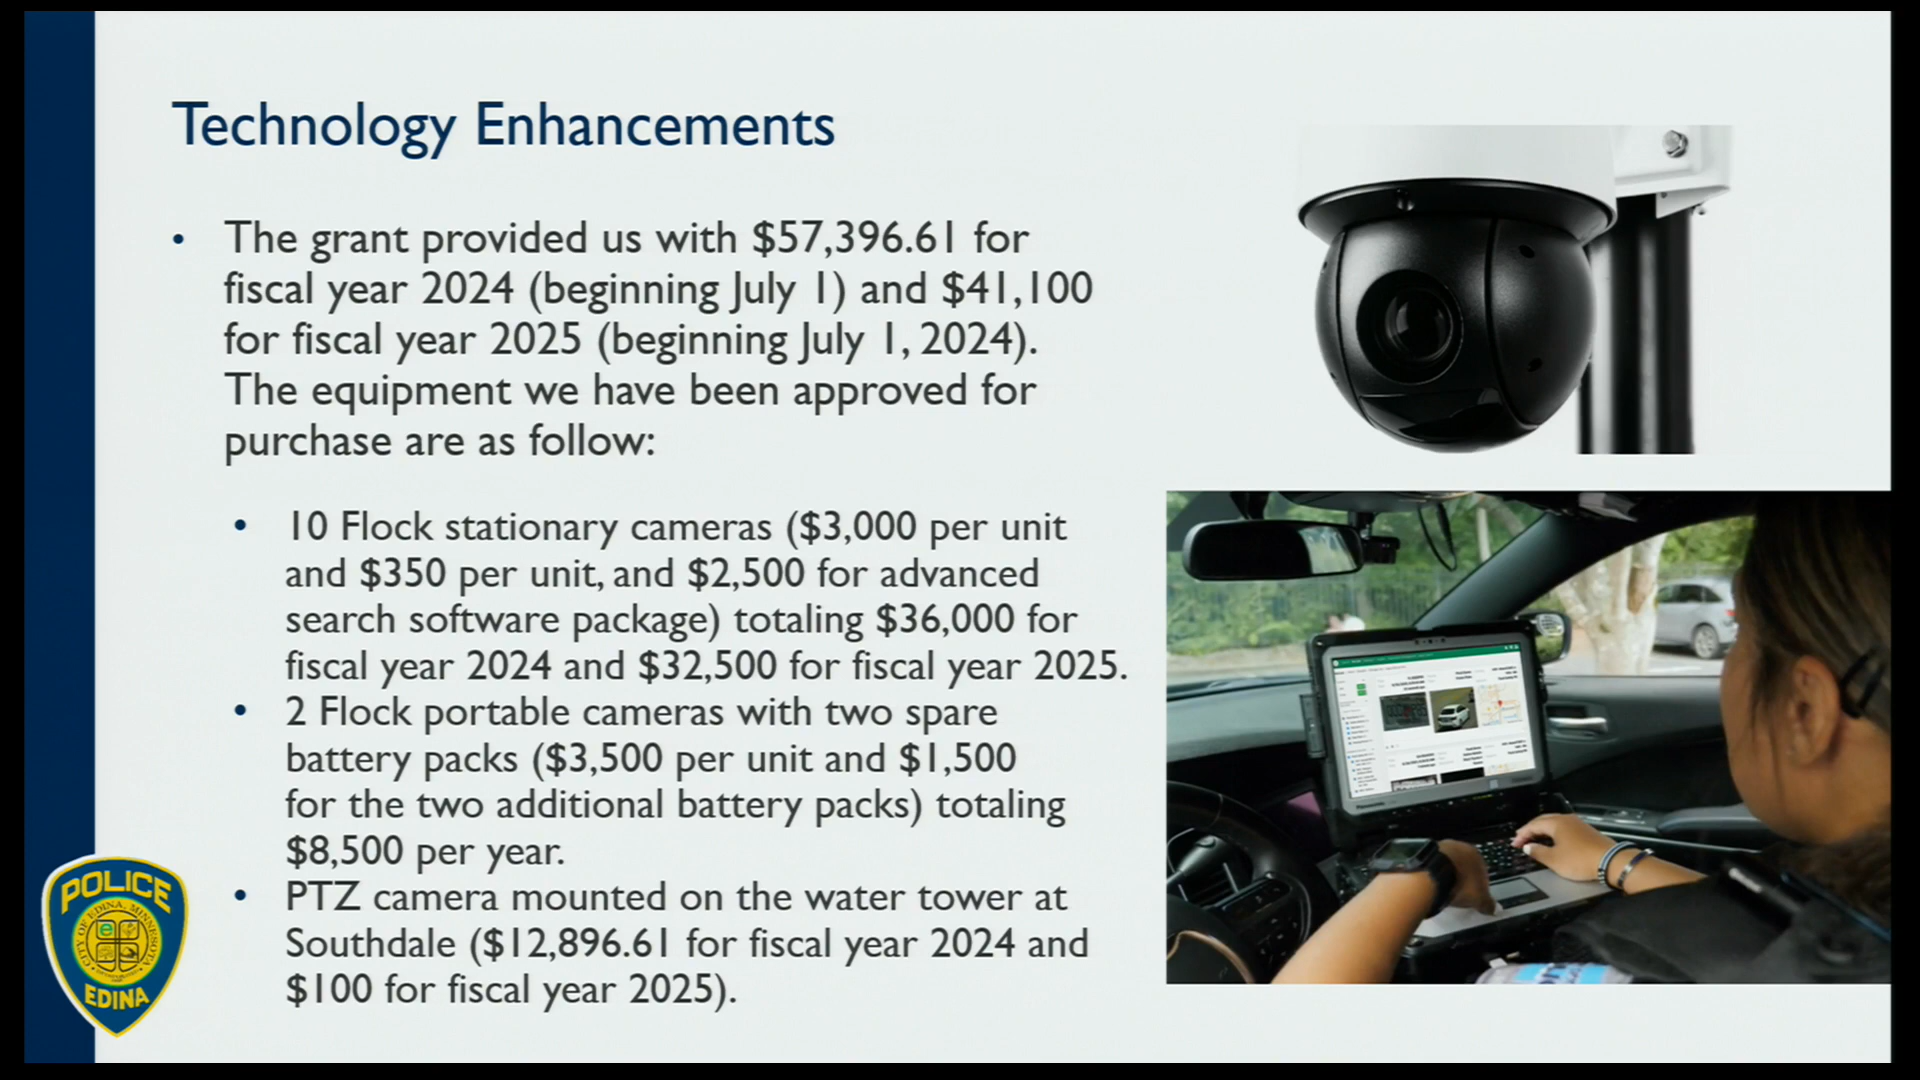 Technology Enhancements
• The grant provided us with $57,396.61 for
fiscal year 2024 (beginning July 1) and $41,100
for fiscal year 2025 (beginning July 1, 2024).
The equipment we have been approved for
purchase are as follow:
• 10 Flock stationary cameras ($3,000 per unit
and $350 per unit, and $2,500 for advanced
search software package) totaling $36,000 for
fiscal year 2024 and $32,500 for fiscal year 2025.
• 2 Flock portable cameras with two spare
battery packs ($3,500 per unit and $1,500
for the two additional battery packs) totaling
$8,500 per year.
• PTZ camera mounted on the water tower at
Southdale ($12,896.61 for fiscal year 2024 and
$100 for fiscal year 2025).
POLICE
CITY OF EDINA, MINNESOTA
e
EDINA